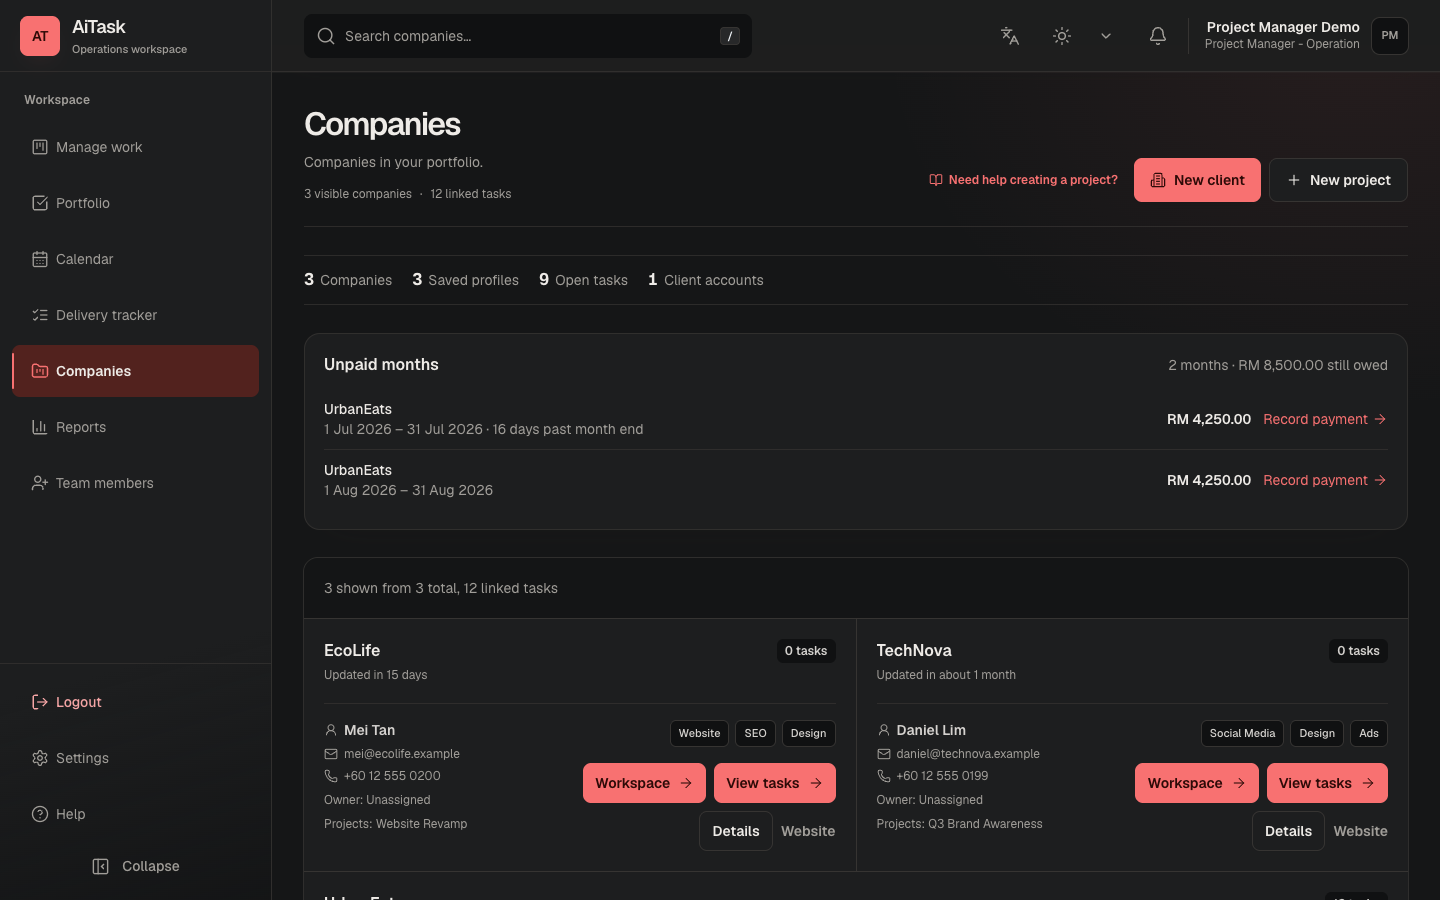 AT
AiTask
Operations workspace
Search companies…
/
Project Manager Demo
Project Manager - Operation
PM
Workspace
Manage work
Portfolio
Calendar
Delivery tracker
Companies
Reports
Team members
Logout
Settings
Help
Collapse
Companies
Companies in your portfolio.
3 visible companies · 12 linked tasks
Need help creating a project?
New client
New project
3 Companies 3 Saved profiles 9 Open tasks 1 Client accounts
Unpaid months
2 months · RM 8,500.00 still owed
UrbanEats
1 Jul 2026 – 31 Jul 2026 · 16 days past month end
RM 4,250.00 Record payment
UrbanEats
1 Aug 2026 – 31 Aug 2026
RM 4,250.00 Record payment
3 shown from 3 total, 12 linked tasks
EcoLife
0 tasks
Updated in 15 days
Mei Tan
mei@ecolife.example
+60 12 555 0200
Owner: Unassigned
Projects: Website Revamp
Website SEO Design
Workspace View tasks
Details Website
TechNova
0 tasks
Updated in about 1 month
Daniel Lim
daniel@technova.example
+60 12 555 0199
Owner: Unassigned
Projects: Q3 Brand Awareness
Social Media Design Ads
Workspace View tasks
Details Website